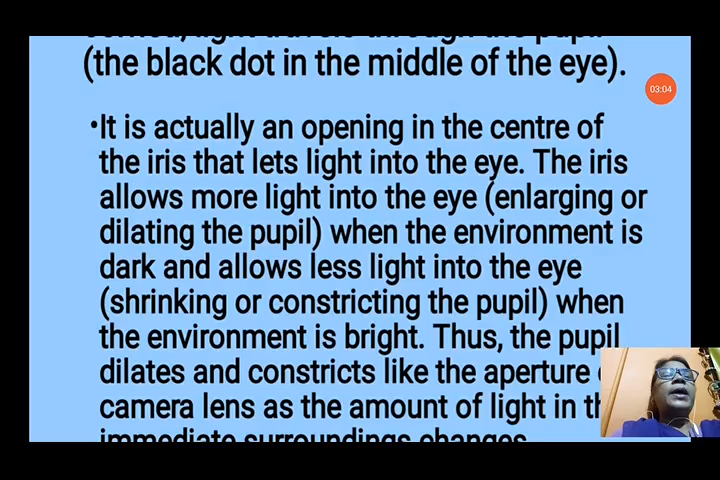 (the black dot in the middle of the eye).
03:04
•It is actually an opening in the centre of
the iris that lets light into the eye. The iris
allows more light into the eye (enlarging or
dilating the pupil) when the environment is
dark and allows less light into the eye
(shrinking or constricting the pupil) when
the environment is bright. Thus, the pupil
dilates and constricts like the aperture
camera lens as the amount of light in
immediate surroundings changes